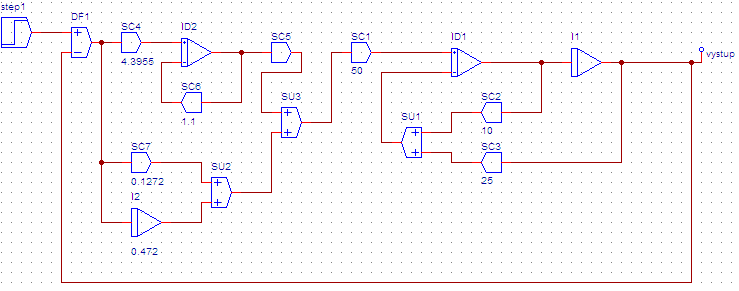 step1
DF1
SC4
4.3955
ID2
SC6
1.1
SC5
SU3
SC1
50
ID1
I1
vystup
SC2
10
SU1
SC3
25
SC7
0.1272
SU2
I2
0.472